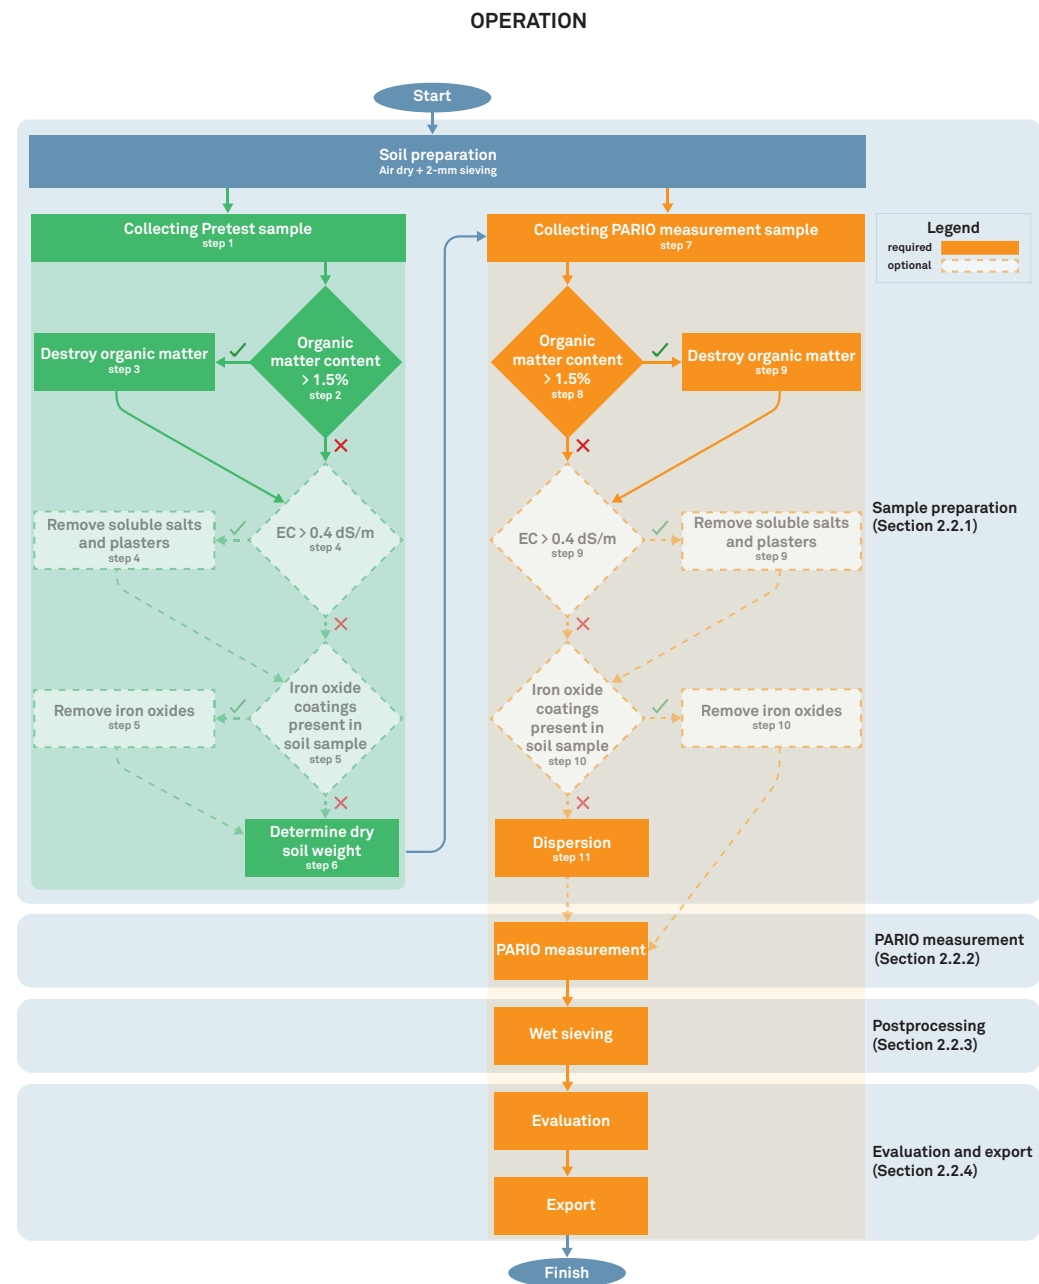 OPERATION
Start
Soil preparation
Air dry + 2-mm sieving
Collecting Pretest sample
step 1
Collecting PARIO measurement sample
step 7
Legend
required
optional
Organic
matter content
> 1.5%
step 2
Destroy organic matter
step 3
Organic
matter content
> 1.5%
step 8
Destroy organic matter
step 9
EC > 0.4 dS/m
step 4
Remove soluble salts
and plasters
step 4
EC > 0.4 dS/m
step 9
Remove soluble salts
and plasters
step 9
Sample preparation
(Section 2.2.1)
Iron oxide
coatings
present in
soil sample
step 5
Remove iron oxides
step 5
Iron oxide
coatings
present in
soil sample
step 10
Remove iron oxides
step 10
Determine dry
soil weight
step 6
Dispersion
step 11
PARIO measurement
PARIO measurement
(Section 2.2.2)
Wet sieving
Postprocessing
(Section 2.2.3)
Evaluation
Evaluation and export
(Section 2.2.4)
Export
Finish